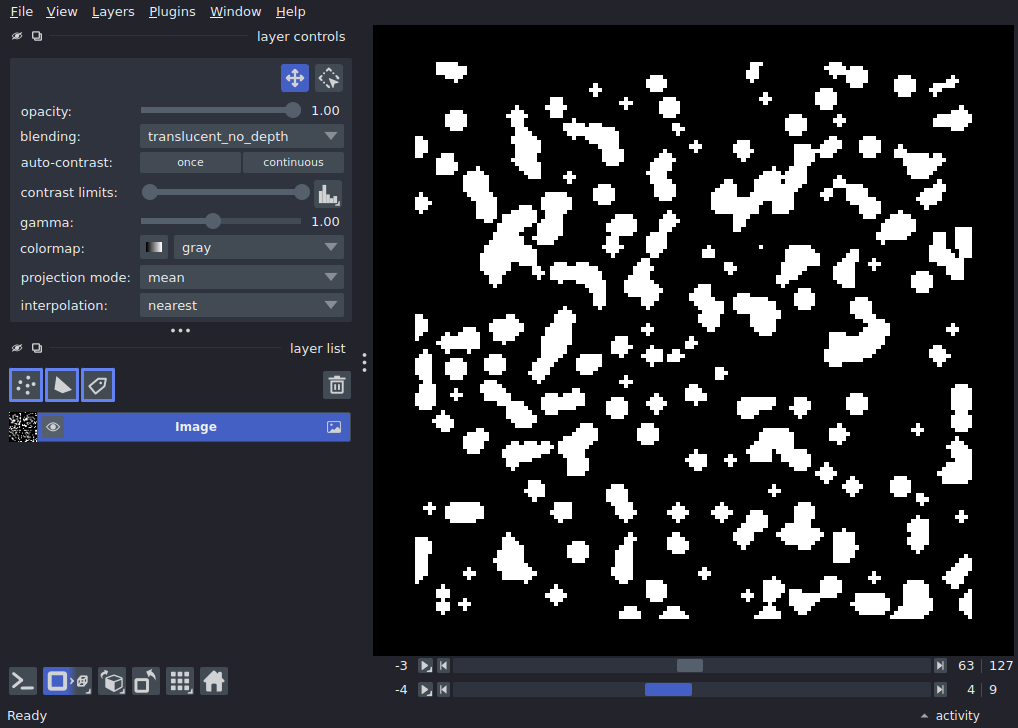 File View Layers Plugins Window Help
layer controls
opacity: 1.00
blending: translucent_no_depth
auto-contrast: once continuous
contrast limits:
gamma: 1.00
colormap: gray
projection mode: mean
interpolation: nearest
layer list
Image
-3 63 127
-4 4 9
Ready activity